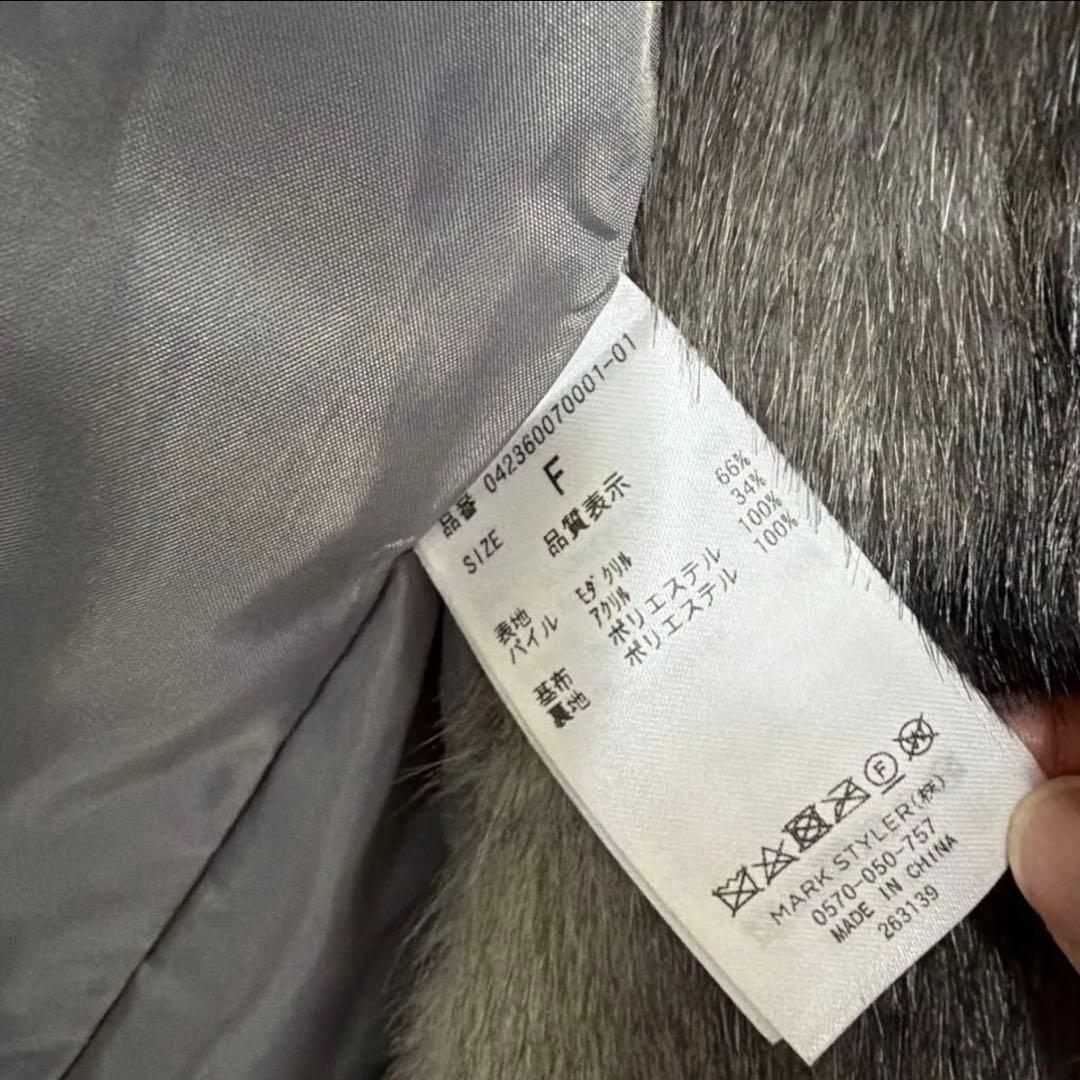 品番 042360070001-01
SIZE F
品質表示
表地 モダクリル 66%
パイル アクリル 34%
基布 ポリエステル 100%
裏地 ポリエステル 100%
F W
MARK STYLER(株)
0570-050-757
MADE IN CHINA
263139